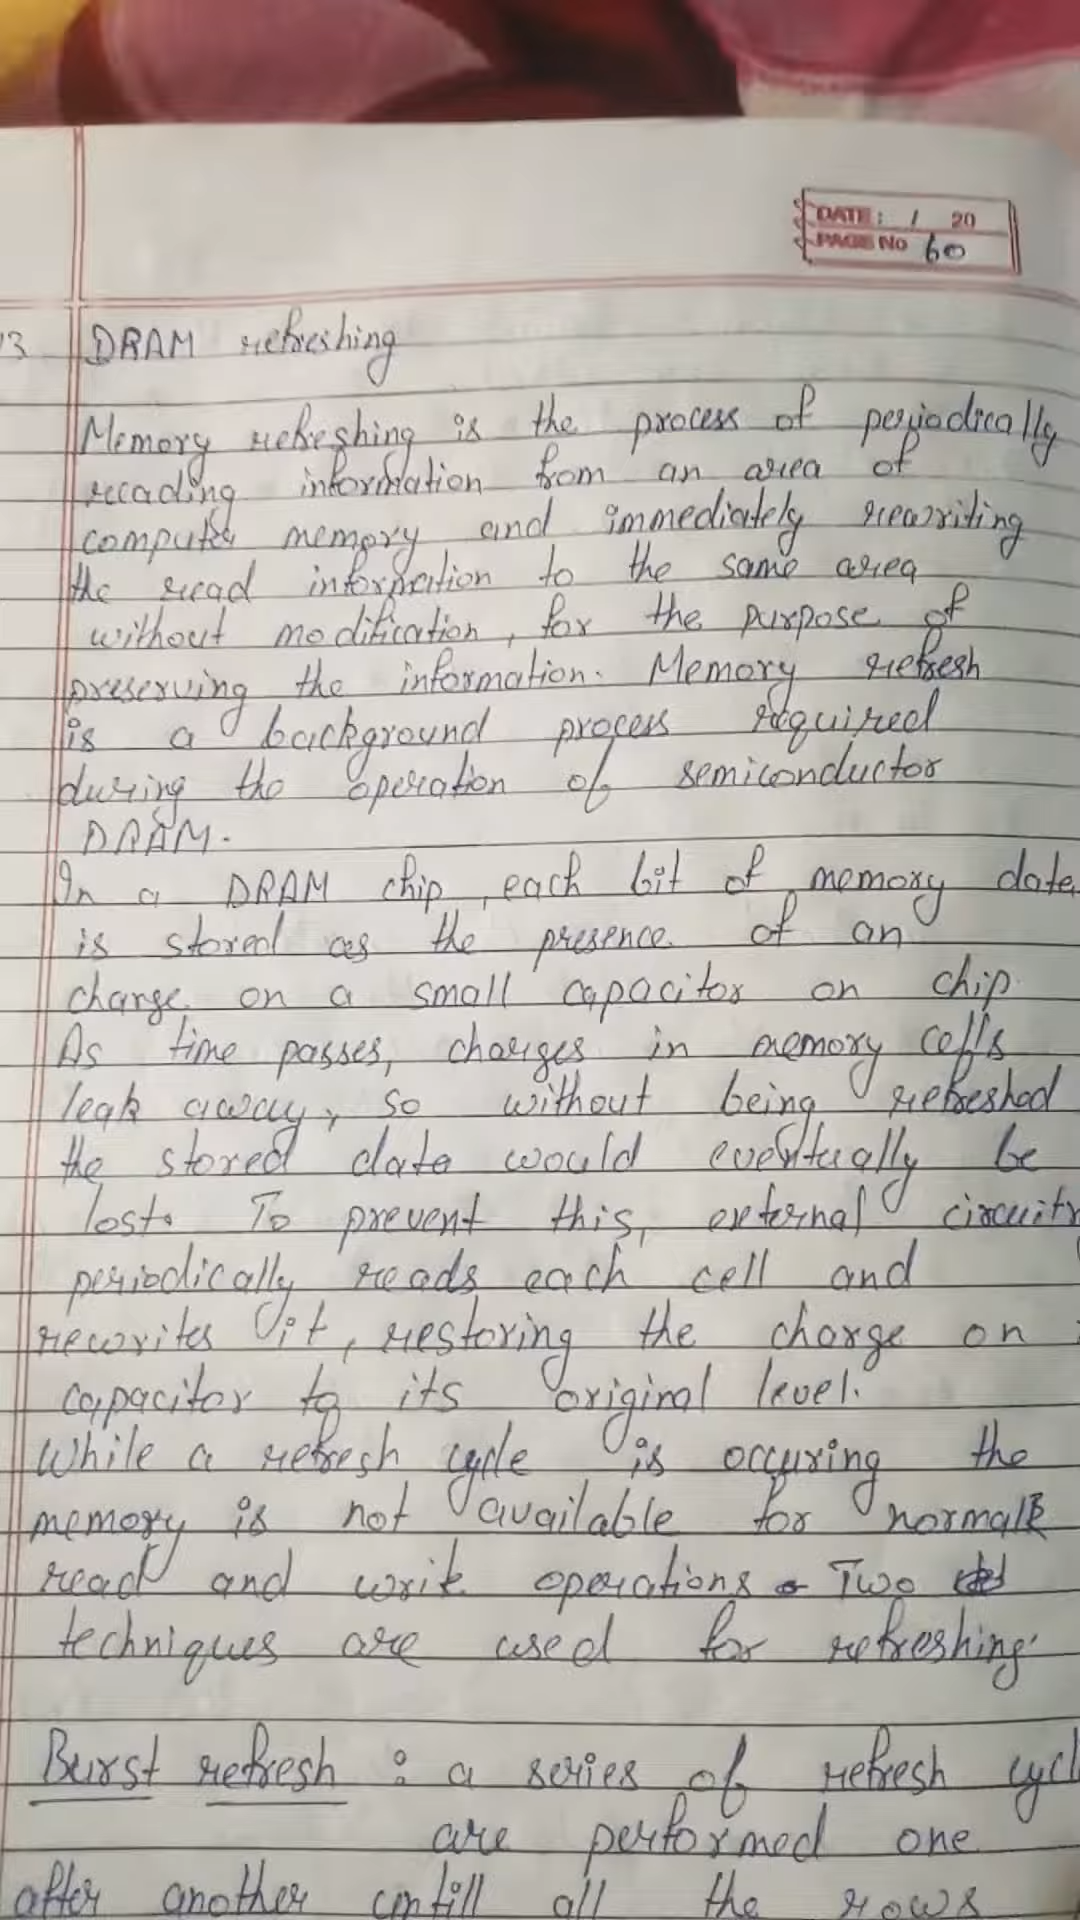 DATE: / 20
PAGE No 60
13 DRAM refreshing
Memory refreshing is the process of periodically
reading information from an area of
computer memory and immediately rewriting
the read information to the same area
without modification, for the purpose of
preserving the information. Memory refresh
is a background process required
during the operation of semiconductor
DRAM.
In a DRAM chip, each bit of memory data
is stored as the presence of an
charge on a small capacitor on chip.
As time passes, charges in memory cells
leak away, so without being refreshed
the stored data would eventually be
lost. To prevent this, external circuitry
periodically reads each cell and
rewrites it, restoring the charge on
capacitor to its original level.
While a refresh cycle is occuring the
memory is not available for normal
read and write operations. Two
techniques are used for refreshing.
Burst refresh : a series of refresh cycl
are performed one
after another untill all the rows